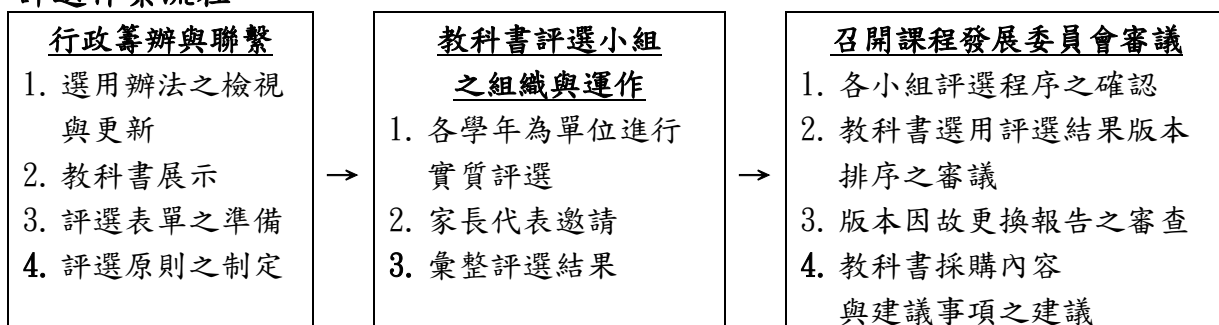 評選作業流程
行政籌辦與聯繫
1. 選用辦法之檢視
與更新
2. 教科書展示
3. 評選表單之準備
4. 評選原則之制定
→
教科書評選小組
之組織與運作
1. 各學年為單位進行
實質評選
2. 家長代表邀請
3. 彙整評選結果
→
召開課程發展委員會審議
1. 各小組評選程序之確認
2. 教科書選用評選結果版本
排序之審議
3. 版本因故更換報告之審查
4. 教科書採購內容
與建議事項之建議